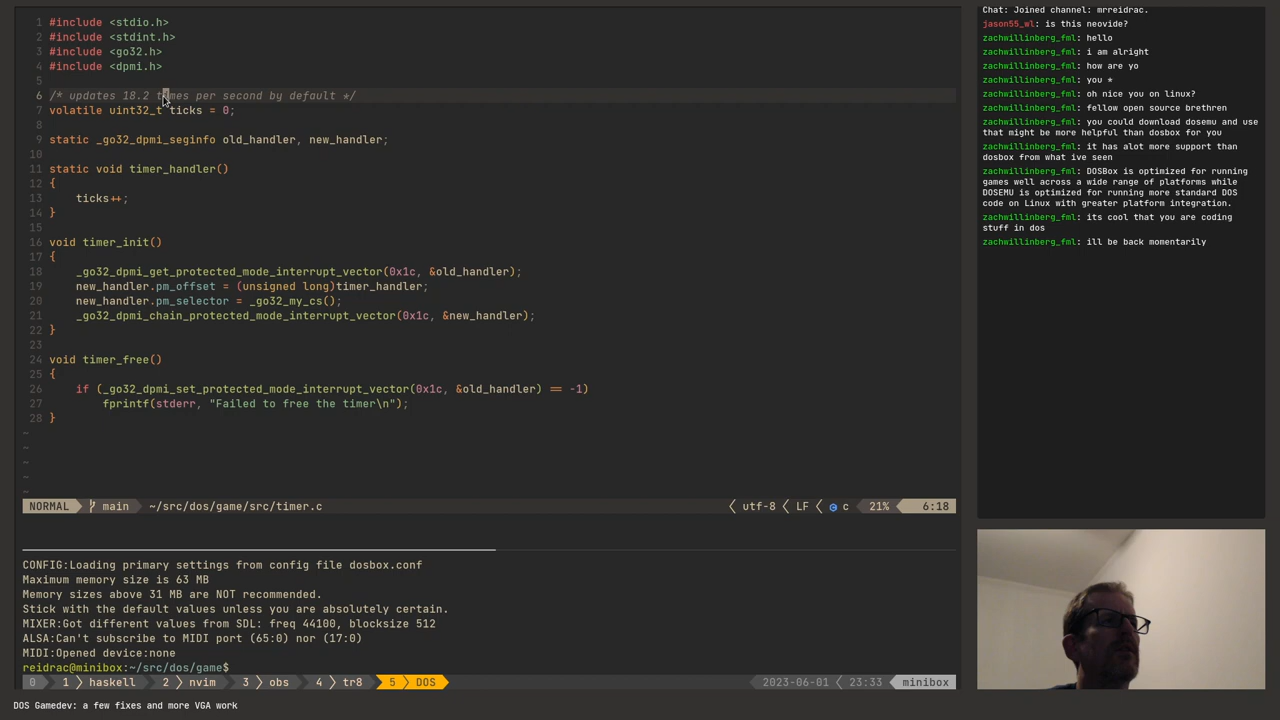 1 #include <stdio.h>
2 #include <stdint.h>
3 #include <go32.h>
4 #include <dpmi.h>
5
6 /* updates 18.2 times per second by default */
7 volatile uint32_t ticks = 0;
8
9 static _go32_dpmi_seginfo old_handler, new_handler;
10
11 static void timer_handler()
12 {
13     ticks++;
14 }
15
16 void timer_init()
17 {
18     _go32_dpmi_get_protected_mode_interrupt_vector(0x1c, &old_handler);
19     new_handler.pm_offset = (unsigned long)timer_handler;
20     new_handler.pm_selector = _go32_my_cs();
21     _go32_dpmi_chain_protected_mode_interrupt_vector(0x1c, &new_handler);
22 }
23
24 void timer_free()
25 {
26     if (_go32_dpmi_set_protected_mode_interrupt_vector(0x1c, &old_handler) == -1)
27         fprintf(stderr, "Failed to free the timer\n");
28 }
~
~
~
~
~
NORMAL main ~/src/dos/game/src/timer.c utf-8 LF c 21% 6:18
CONFIG:Loading primary settings from config file dosbox.conf
Maximum memory size is 63 MB
Memory sizes above 31 MB are NOT recommended.
Stick with the default values unless you are absolutely certain.
MIXER:Got different values from SDL: freq 44100, blocksize 512
ALSA:Can't subscribe to MIDI port (65:0) nor (17:0)
MIDI:Opened device:none
reidrac@minibox:~/src/dos/game$
0 1 haskell 2 nvim 3 obs 4 tr8 5 DOS 2023-06-01 23:33 minibox
Chat: Joined channel: mrreidrac.
jason55_wl: is this neovide?
zachwillinberg_fml: hello
zachwillinberg_fml: i am alright
zachwillinberg_fml: how are yo
zachwillinberg_fml: you *
zachwillinberg_fml: oh nice you on linux?
zachwillinberg_fml: fellow open source brethren
zachwillinberg_fml: you could download dosemu and use
that might be more helpful than dosbox for you
zachwillinberg_fml: it has alot more support than
dosbox from what ive seen
zachwillinberg_fml: DOSBox is optimized for running
games well across a wide range of platforms while
DOSEMU is optimized for running more standard DOS
code on Linux with greater platform integration.
zachwillinberg_fml: its cool that you are coding
stuff in dos
zachwillinberg_fml: ill be back momentarily
DOS Gamedev: a few fixes and more VGA work